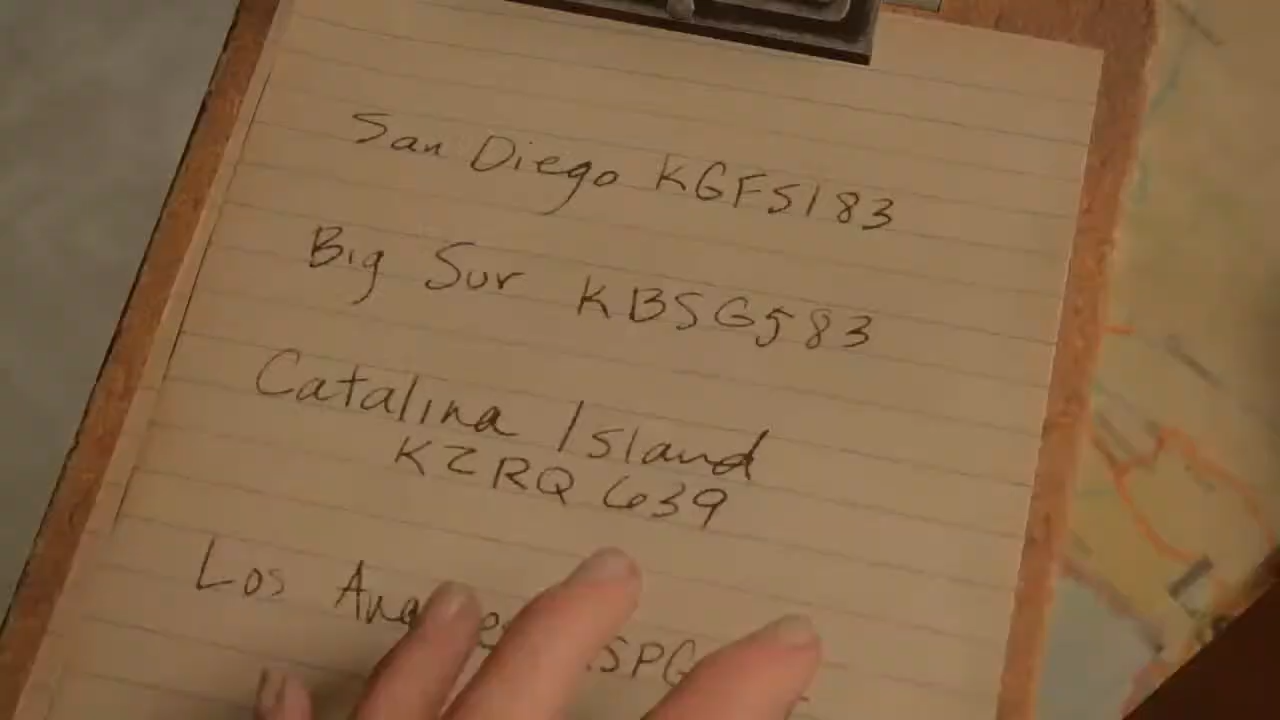 San Diego KGFS183
Big Sur KBSG583
Catalina Island
KZRQ 639
Los